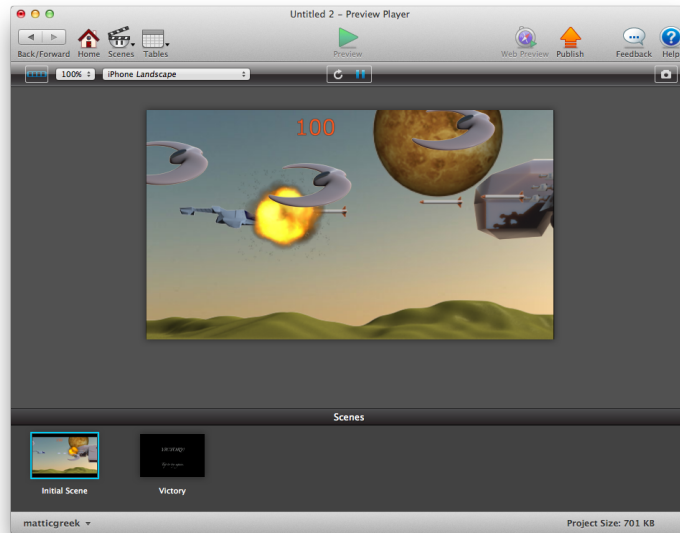 Untitled 2 – Preview Player
Back/Forward Home Scenes Tables Preview Web Preview Publish Feedback Help
100% iPhone Landscape
100
Scenes
VICTORY!
Initial Scene Victory
matticgreek Project Size: 701 KB